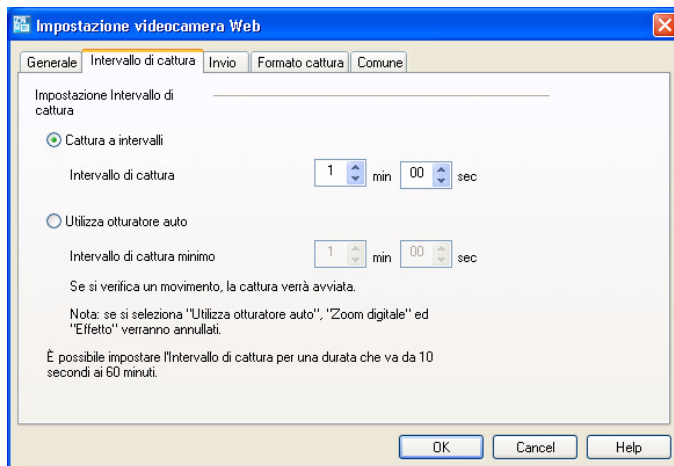 Impostazione videocamera Web
Generale Intervallo di cattura Invio Formato cattura Comune
Impostazione Intervallo di
cattura
Cattura a intervalli
Intervallo di cattura 1 min 00 sec
Utilizza otturatore auto
Intervallo di cattura minimo 1 min 00 sec
Se si verifica un movimento, la cattura verrà avviata.
Nota: se si seleziona "Utilizza otturatore auto", "Zoom digitale" ed
"Effetto" verranno annullati.
È possibile impostare l'Intervallo di cattura per una durata che va da 10
secondi ai 60 minuti.
OK Cancel Help